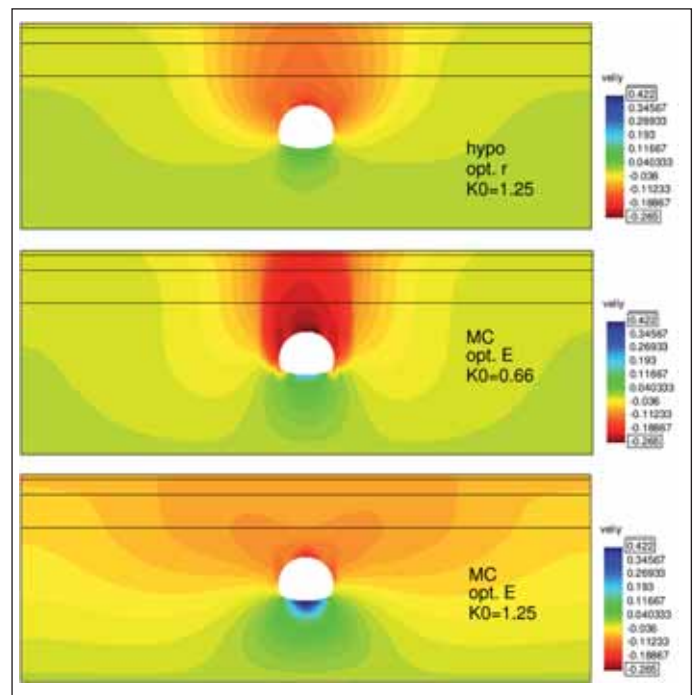 vely
0.422
0.34567
0.26933
0.193
0.11667
0.040333
-0.036
-0.11233
-0.18867
-0.265
hypo
opt. r
K0=1.25
vely
0.422
0.34567
0.26933
0.193
0.11667
0.040333
-0.036
-0.11233
-0.18867
-0.265
MC
opt. E
K0=0.66
vely
0.422
0.34567
0.26933
0.193
0.11667
0.040333
-0.036
-0.11233
-0.18867
-0.265
MC
opt. E
K0=1.25